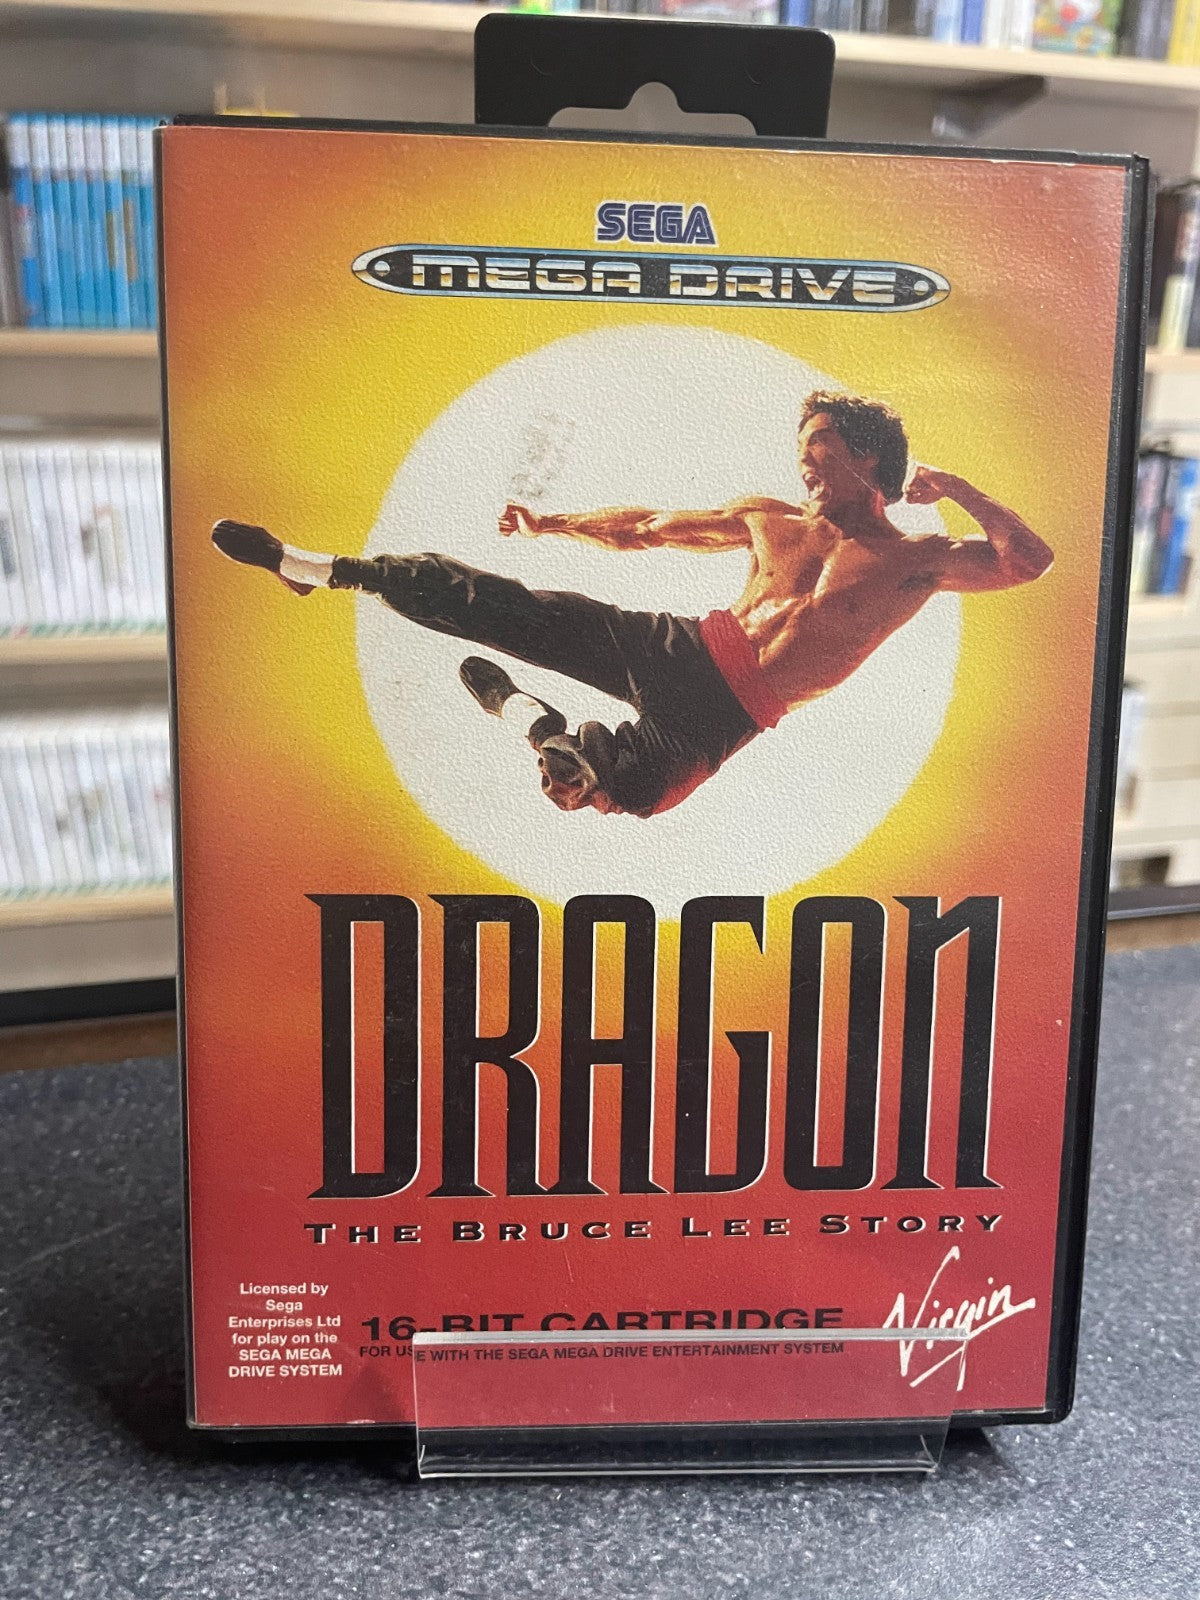 SEGA
MEGA DRIVE
DRAGON
THE BRUCE LEE STORY
Licensed by
Sega
Enterprises Ltd
for play on the
SEGA MEGA
DRIVE SYSTEM
16-BIT CARTRIDGE
FOR USE WITH THE SEGA MEGA DRIVE ENTERTAINMENT SYSTEM
Virgin